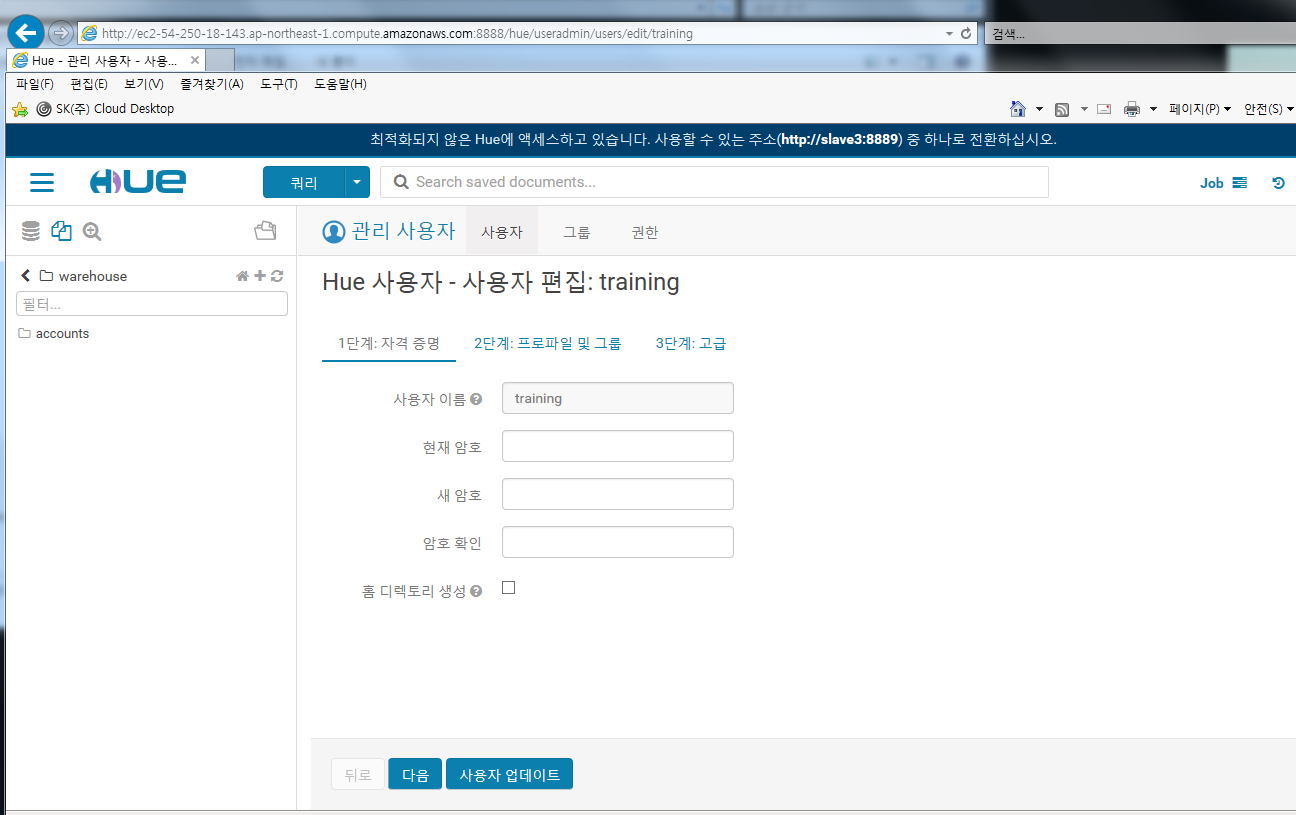 http://ec2-54-250-18-143.ap-northeast-1.compute.amazonaws.com:8888/hue/useradmin/users/edit/training
검색...
Hue - 관리 사용자 - 사용...
파일(F) 편집(E) 보기(V) 즐겨찾기(A) 도구(T) 도움말(H)
SK(주) Cloud Desktop
페이지(P) 안전(S)
최적화되지 않은 Hue에 액세스하고 있습니다. 사용할 수 있는 주소(http://slave3:8889) 중 하나로 전환하십시오.
HUE 쿼리 Search saved documents... Job
관리 사용자 사용자 그룹 권한
warehouse
필터...
accounts
Hue 사용자 - 사용자 편집: training
1단계: 자격 증명 2단계: 프로파일 및 그룹 3단계: 고급
사용자 이름 training
현재 암호
새 암호
암호 확인
홈 디렉토리 생성
뒤로 다음 사용자 업데이트